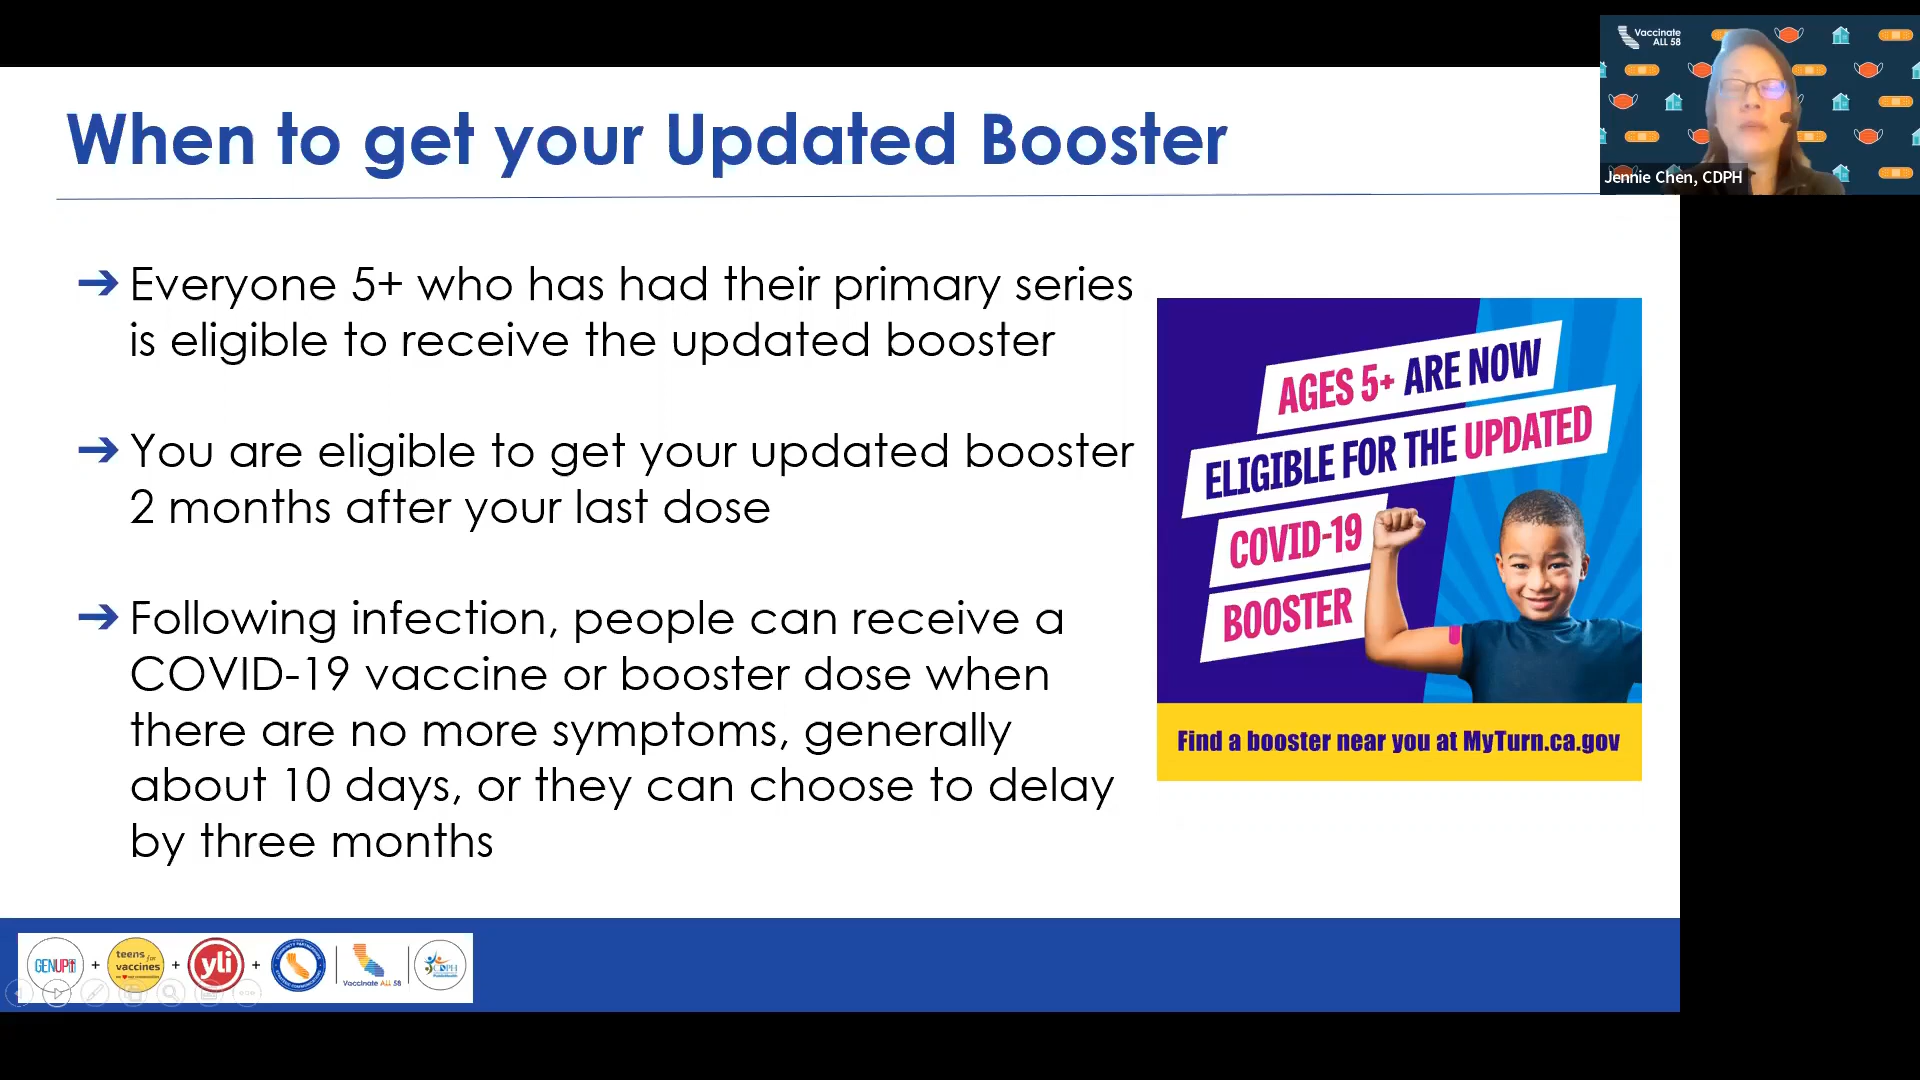 Vaccinate
ALL 58
Jennie Chen, CDPH
When to get your Updated Booster
➔ Everyone 5+ who has had their primary series
is eligible to receive the updated booster
➔ You are eligible to get your updated booster
2 months after your last dose
➔ Following infection, people can receive a
COVID-19 vaccine or booster dose when
there are no more symptoms, generally
about 10 days, or they can choose to delay
by three months
AGES 5+ ARE NOW
ELIGIBLE FOR THE UPDATED
COVID-19
BOOSTER
Find a booster near you at MyTurn.ca.gov
GENUP
+
teens for
vaccines
+
yli
+
Vaccinate ALL 58
CDPH